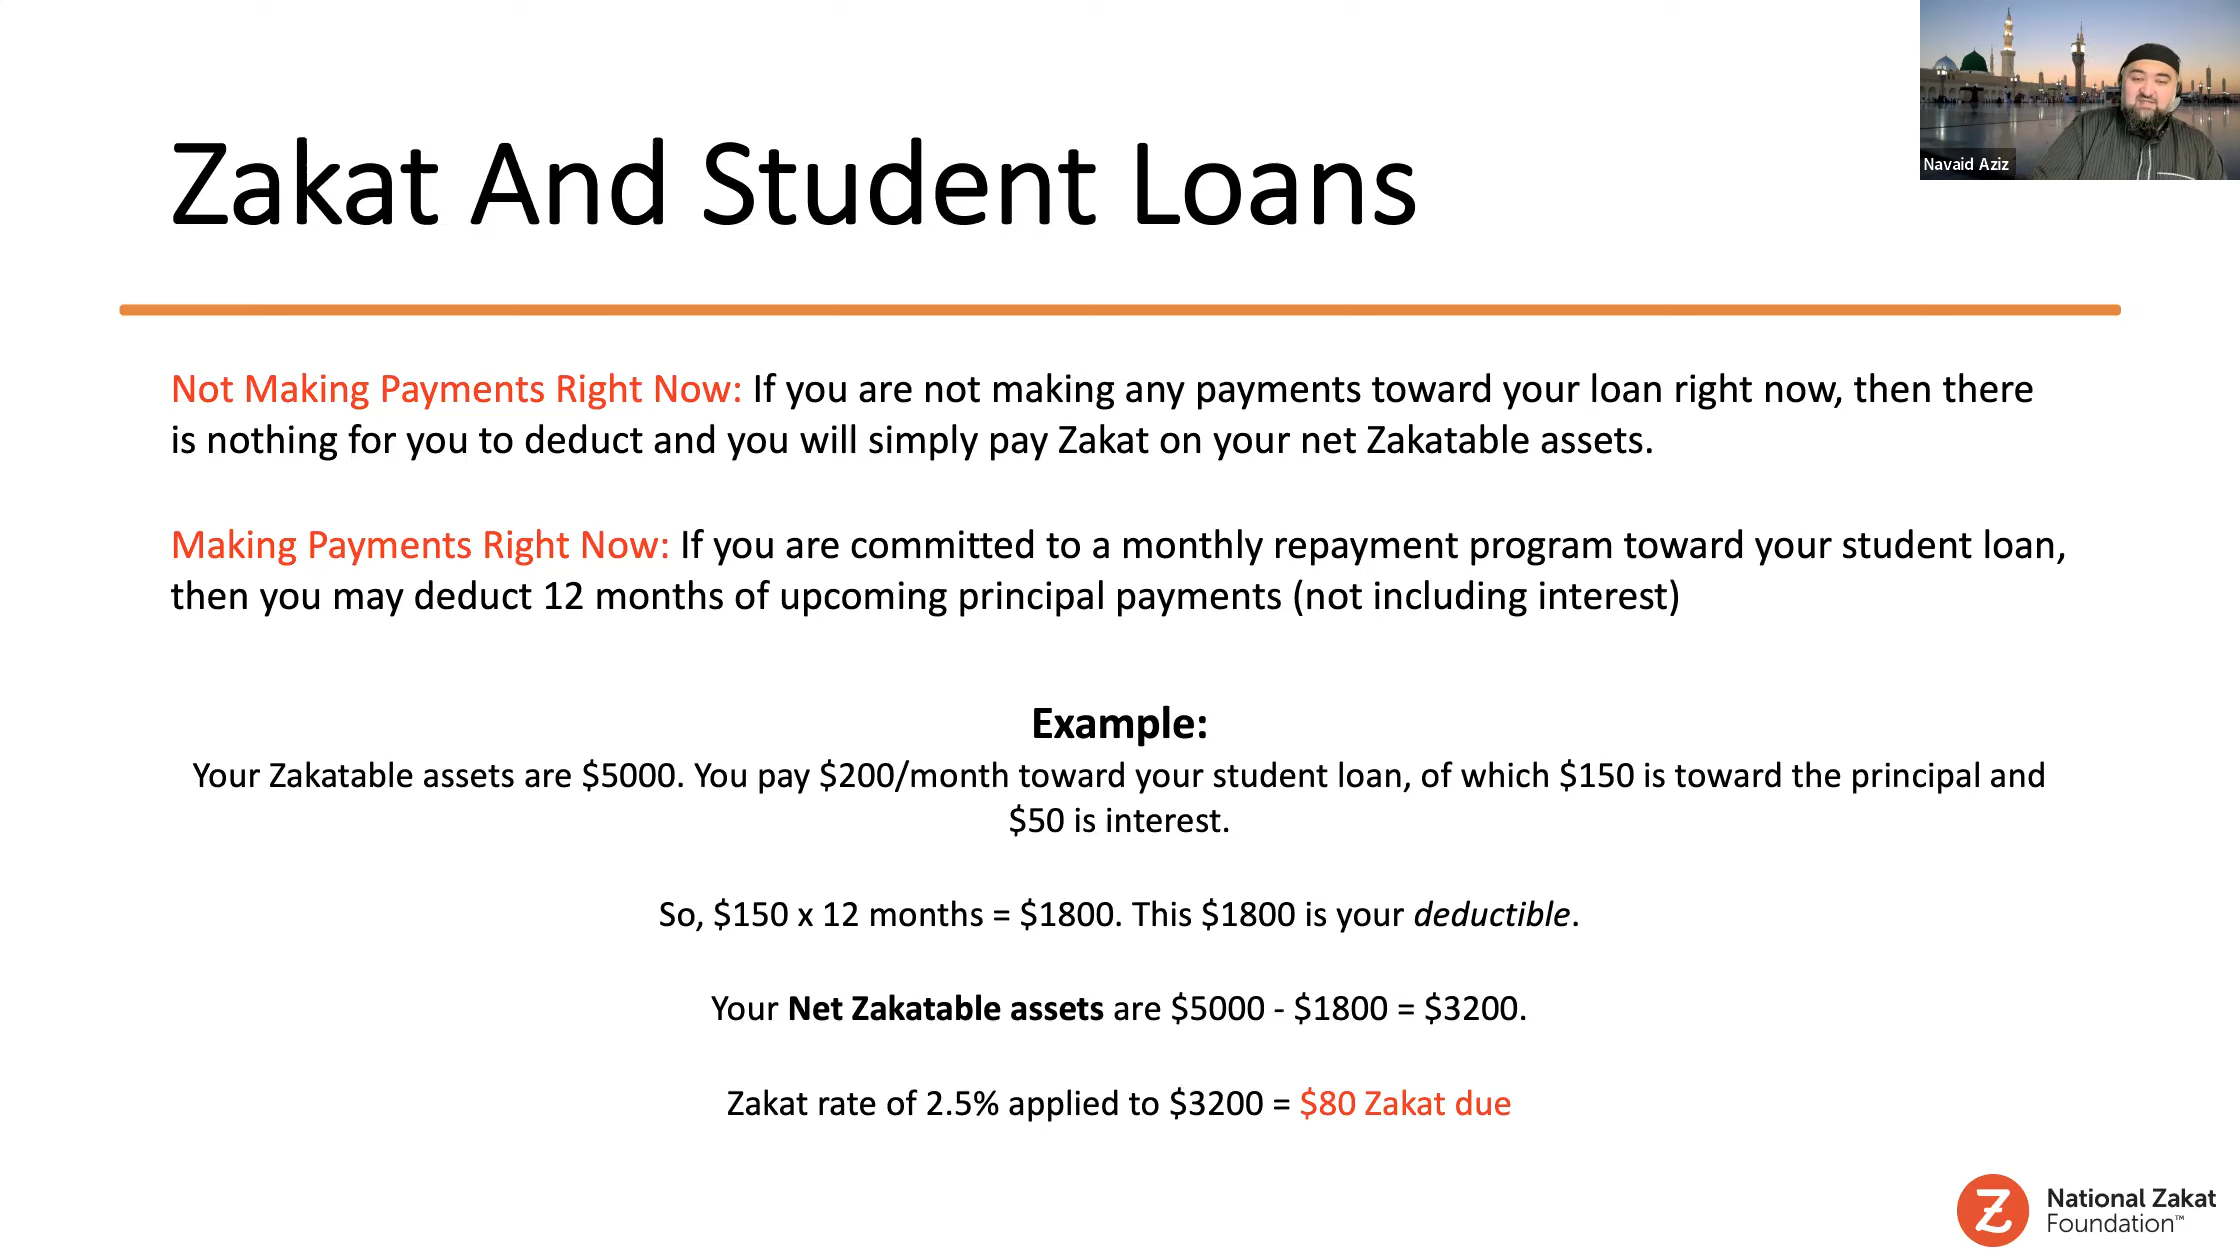 Navaid Aziz
Zakat And Student Loans
Not Making Payments Right Now: If you are not making any payments toward your loan right now, then there
is nothing for you to deduct and you will simply pay Zakat on your net Zakatable assets.
Making Payments Right Now: If you are committed to a monthly repayment program toward your student loan,
then you may deduct 12 months of upcoming principal payments (not including interest)
Example:
Your Zakatable assets are $5000. You pay $200/month toward your student loan, of which $150 is toward the principal and
$50 is interest.
So, $150 x 12 months = $1800. This $1800 is your deductible.
Your Net Zakatable assets are $5000 - $1800 = $3200.
Zakat rate of 2.5% applied to $3200 = $80 Zakat due
National Zakat
Foundation™